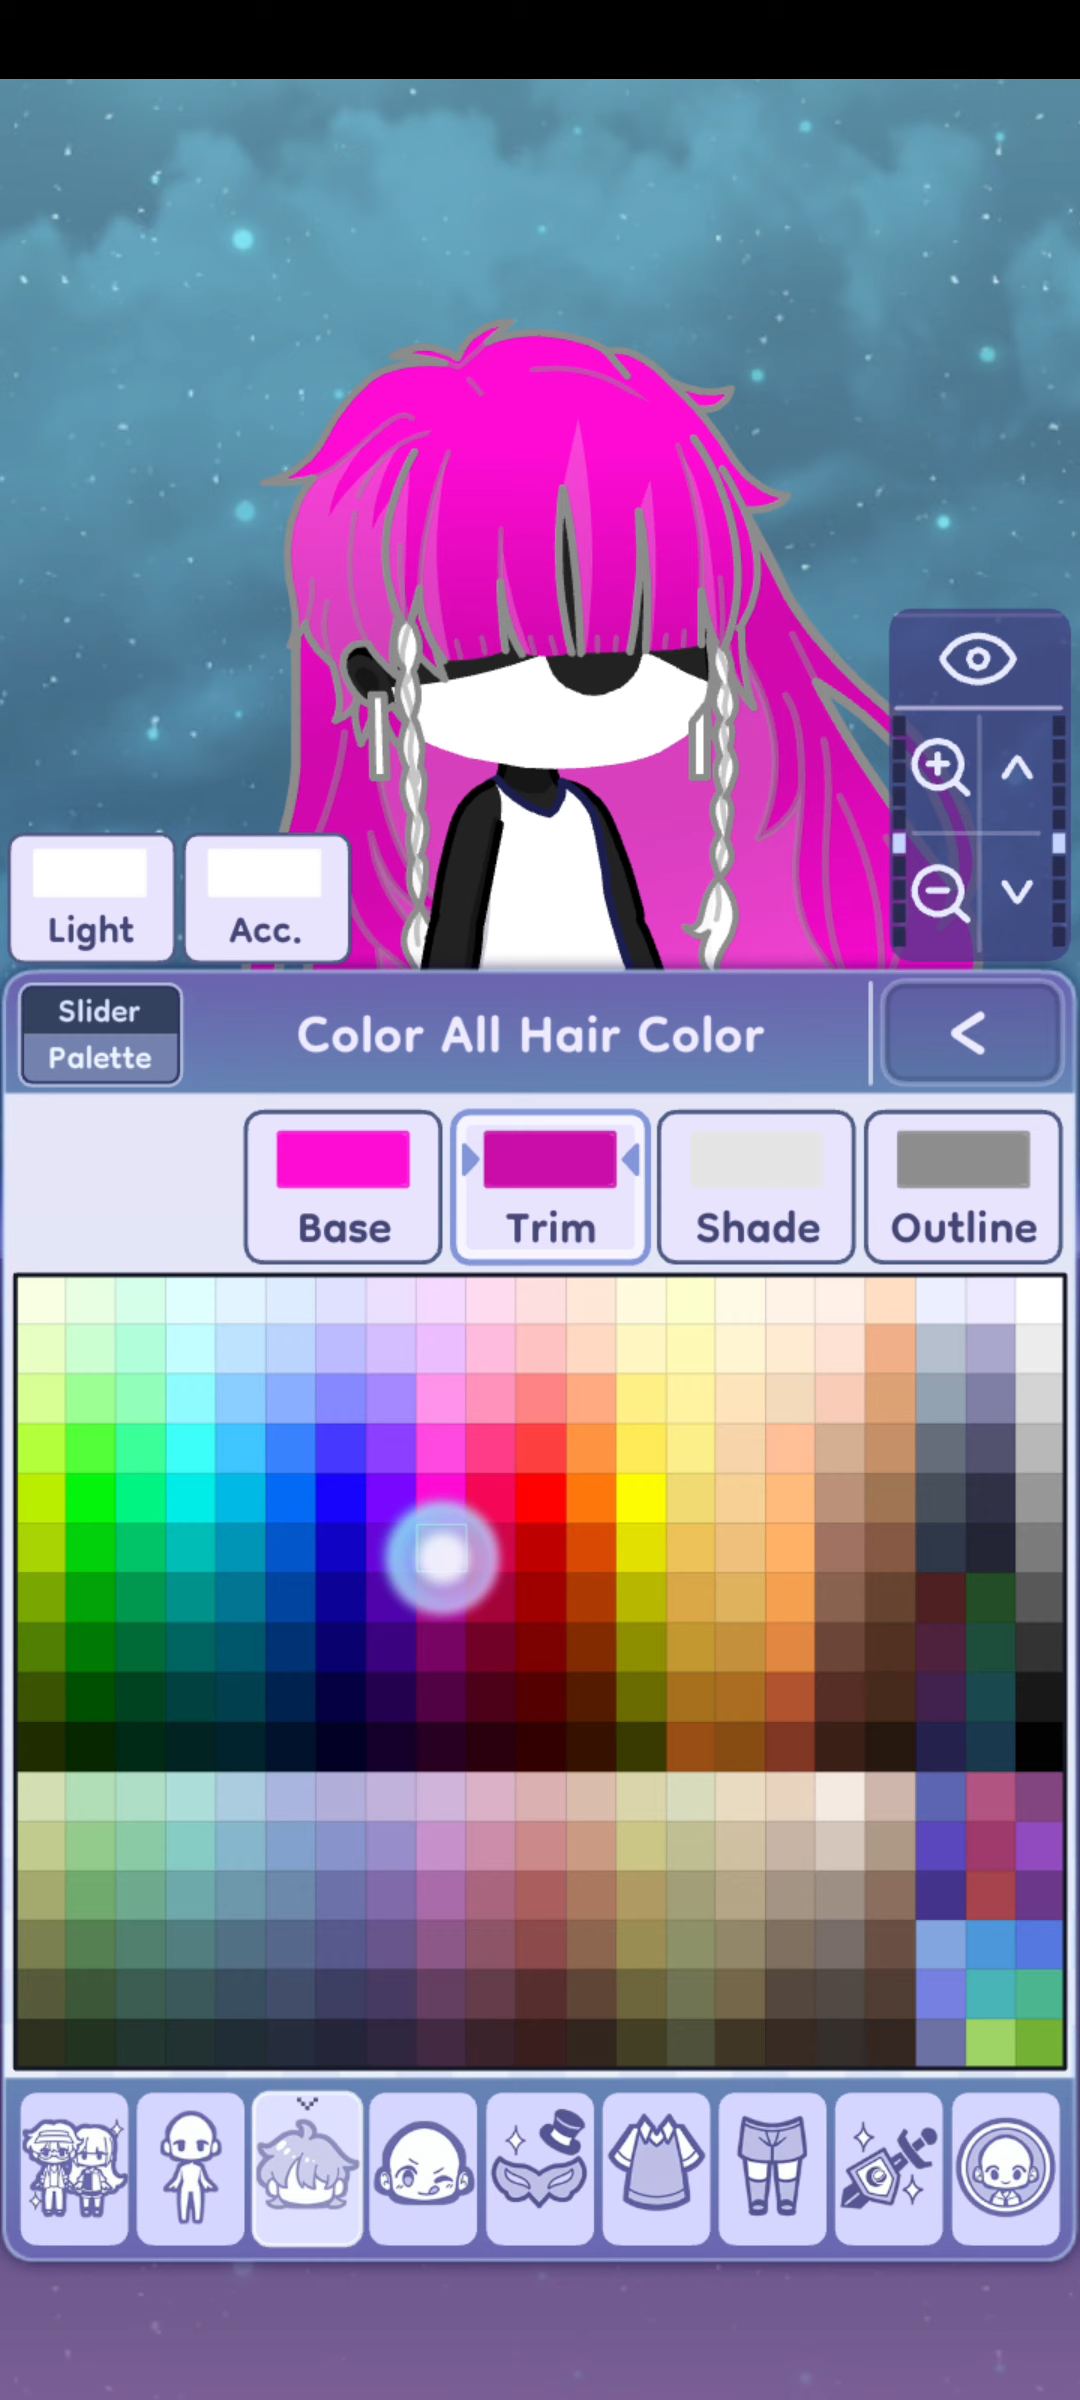 Light
Acc.
Slider
Palette
Color All Hair Color
Base
Trim
Shade
Outline